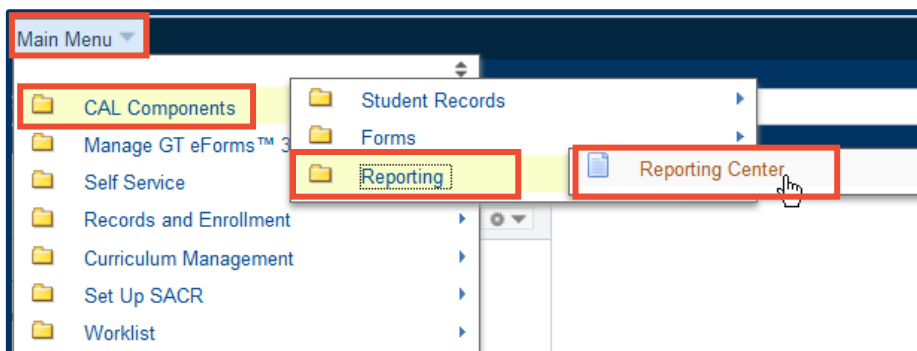 Main Menu
CAL Components
Student Records
Manage GT eForms™ 3
Forms
Self Service
Reporting
Reporting Center
Records and Enrollment
Curriculum Management
Set Up SACR
Worklist